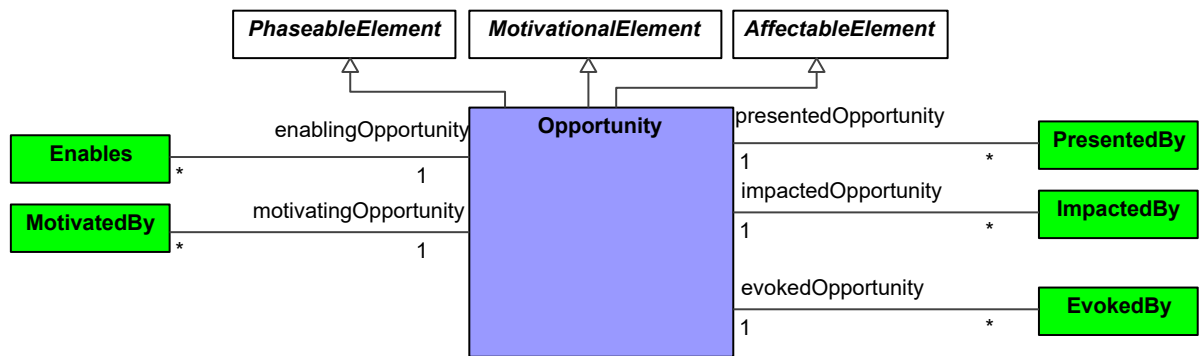 PhaseableElement
MotivationalElement
AffectableElement
Opportunity
enablingOpportunity
Enables
*
1
motivatingOpportunity
MotivatedBy
*
1
presentedOpportunity
PresentedBy
1
*
impactedOpportunity
ImpactedBy
1
*
evokedOpportunity
EvokedBy
1
*